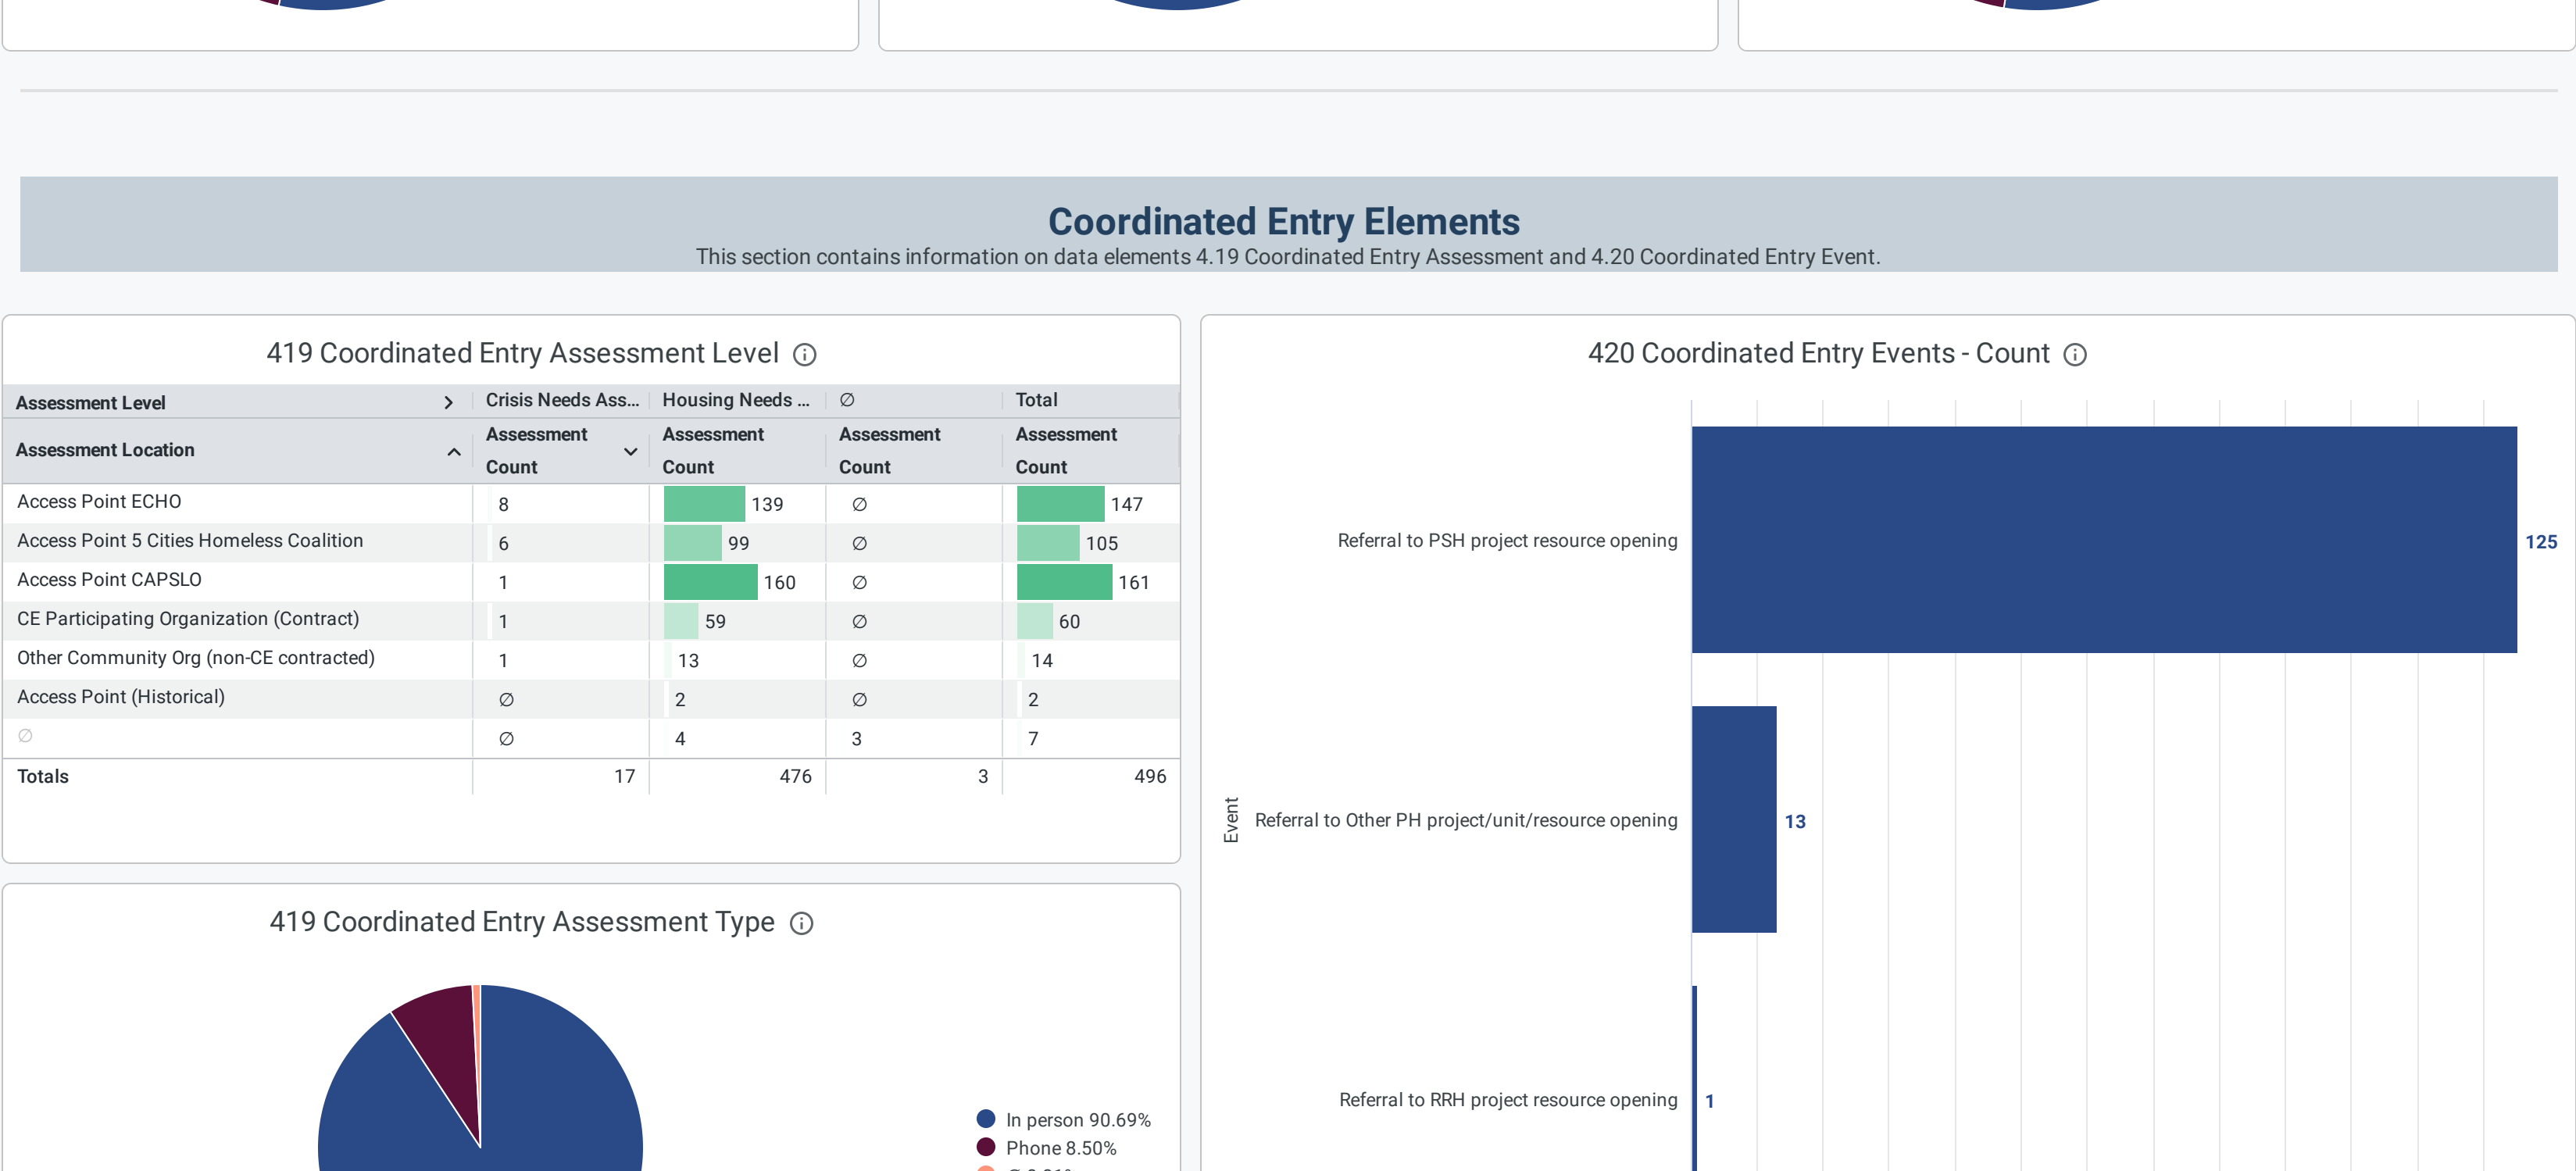 Coordinated Entry Elements
This section contains information on data elements 4.19 Coordinated Entry Assessment and 4.20 Coordinated Entry Event.
419 Coordinated Entry Assessment Level
Assessment Level Crisis Needs Ass... Housing Needs ... ∅ Total
Assessment Location Assessment Count Assessment Count Assessment Count Assessment Count
Access Point ECHO 8 139 ∅ 147
Access Point 5 Cities Homeless Coalition 6 99 ∅ 105
Access Point CAPSLO 1 160 ∅ 161
CE Participating Organization (Contract) 1 59 ∅ 60
Other Community Org (non-CE contracted) 1 13 ∅ 14
Access Point (Historical) ∅ 2 ∅ 2
∅ ∅ 4 3 7
Totals 17 476 3 496
419 Coordinated Entry Assessment Type
In person 90.69%
Phone 8.50%
420 Coordinated Entry Events - Count
Event
Referral to PSH project resource opening 125
Referral to Other PH project/unit/resource opening 13
Referral to RRH project resource opening 1